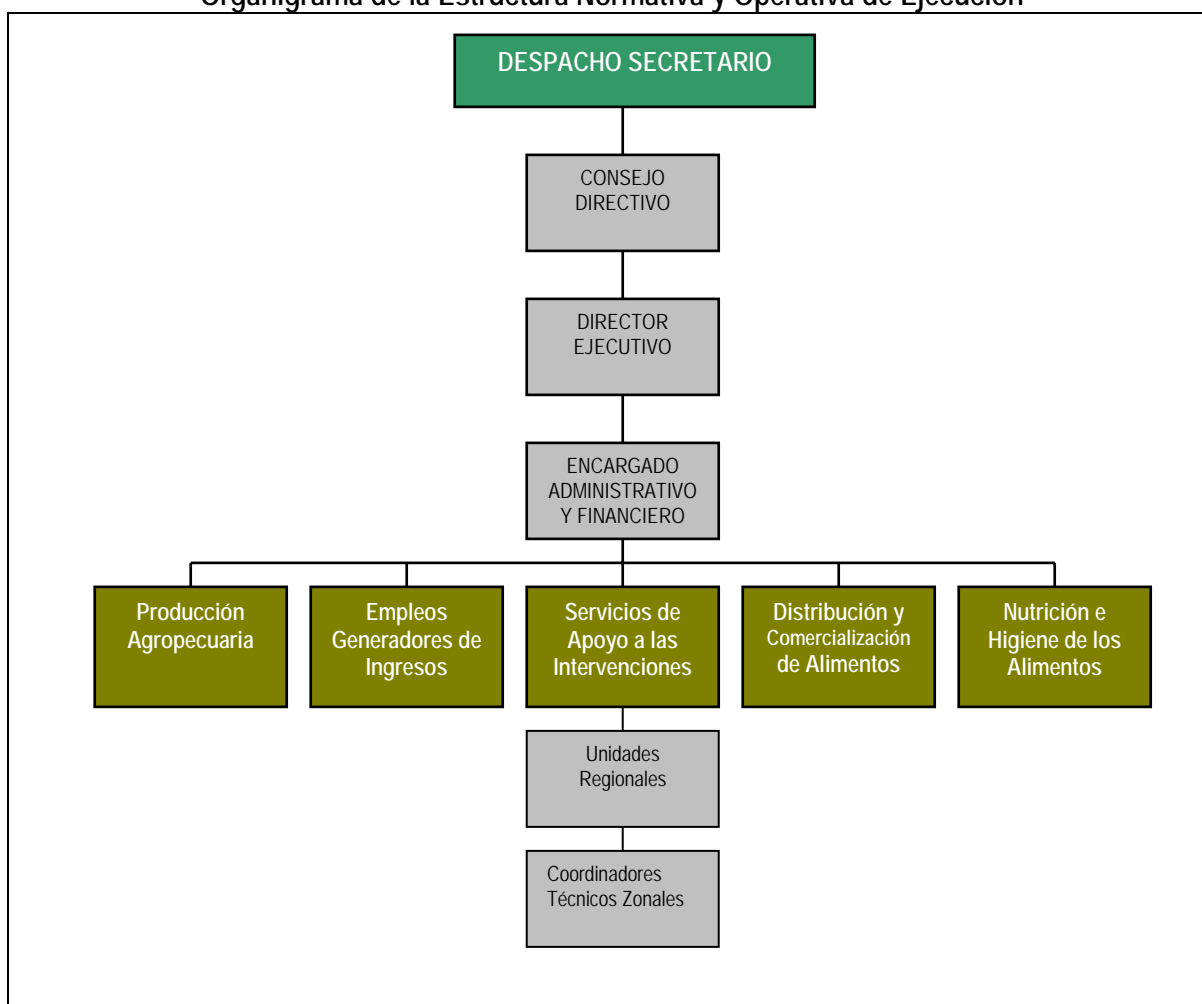 Organigrama de la Estructura Normativa y Operativa de Ejecución
DESPACHO SECRETARIO
CONSEJO
DIRECTIVO
DIRECTOR
EJECUTIVO
ENCARGADO
ADMINISTRATIVO
Y FINANCIERO
Producción
Agropecuaria
Empleos
Generadores de
Ingresos
Servicios de
Apoyo a las
Intervenciones
Distribución y
Comercialización
de Alimentos
Nutrición e
Higiene de los
Alimentos
Unidades
Regionales
Coordinadores
Técnicos Zonales